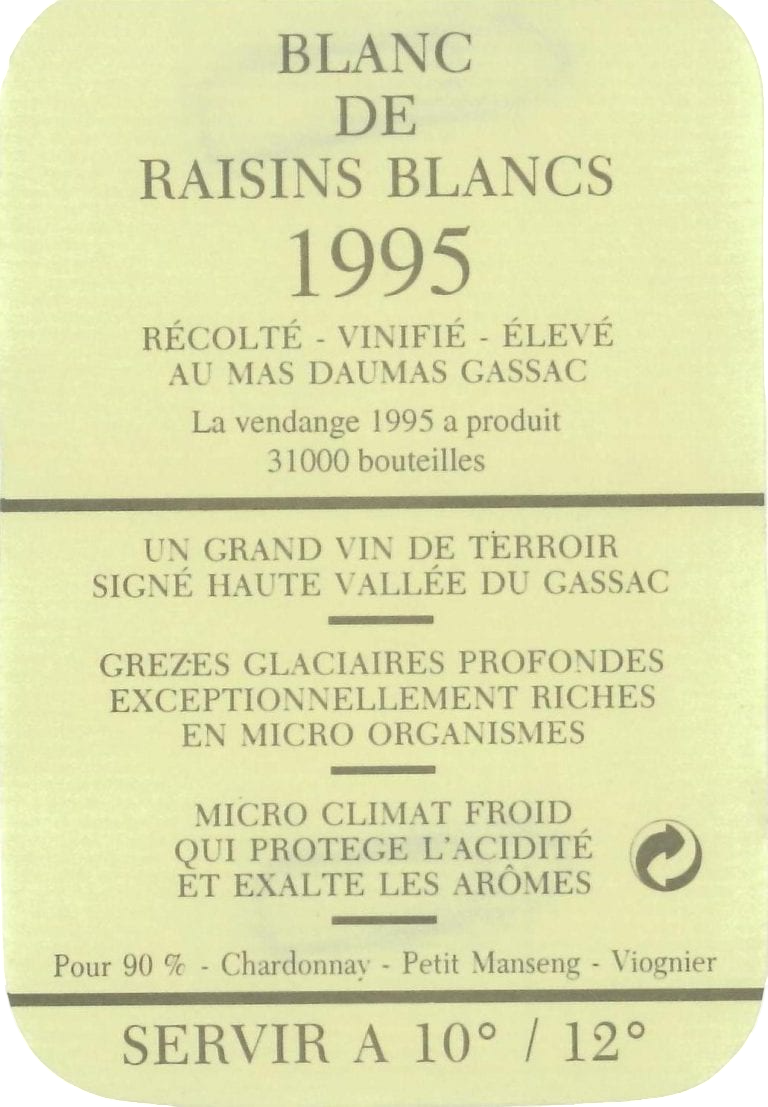 BLANC
DE
RAISINS BLANCS
1995
RÉCOLTÉ - VINIFIÉ - ÉLEVÉ
AU MAS DAUMAS GASSAC
La vendange 1995 a produit
31000 bouteilles
UN GRAND VIN DE TERROIR
SIGNÉ HAUTE VALLÉE DU GASSAC
GREZES GLACIAIRES PROFONDES
EXCEPTIONNELLEMENT RICHES
EN MICRO ORGANISMES
MICRO CLIMAT FROID
QUI PROTEGE L'ACIDITÉ
ET EXALTE LES ARÔMES
Pour 90 % - Chardonnay - Petit Manseng - Viognier
SERVIR A 10° / 12°